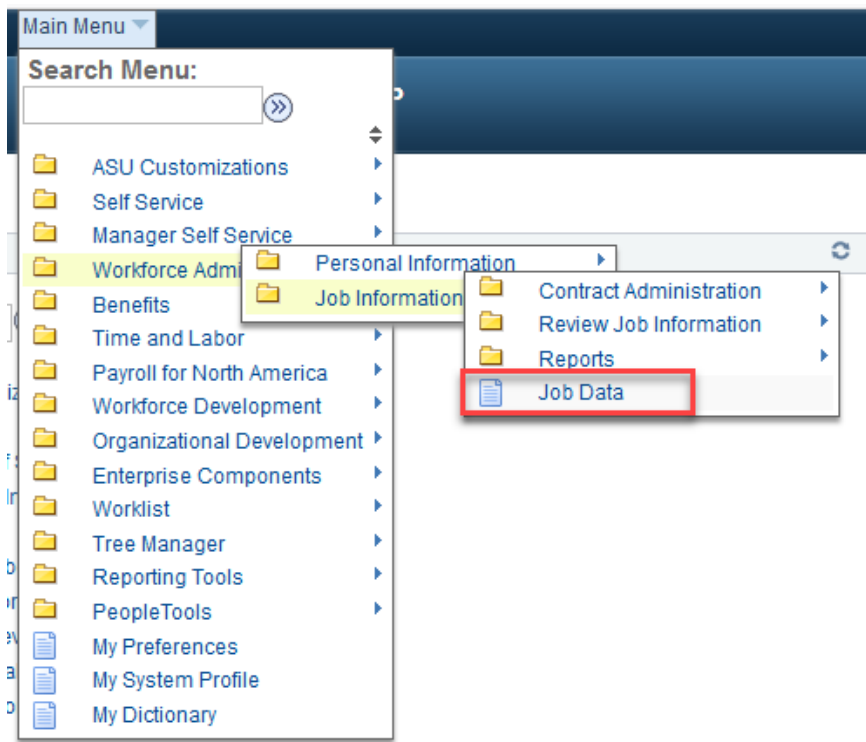 Main Menu
Search Menu:
ASU Customizations
Self Service
Manager Self Service
Workforce Admi
Personal Information
Job Information
Contract Administration
Review Job Information
Reports
Job Data
Benefits
Time and Labor
Payroll for North America
Workforce Development
Organizational Development
Enterprise Components
Worklist
Tree Manager
Reporting Tools
PeopleTools
My Preferences
My System Profile
My Dictionary